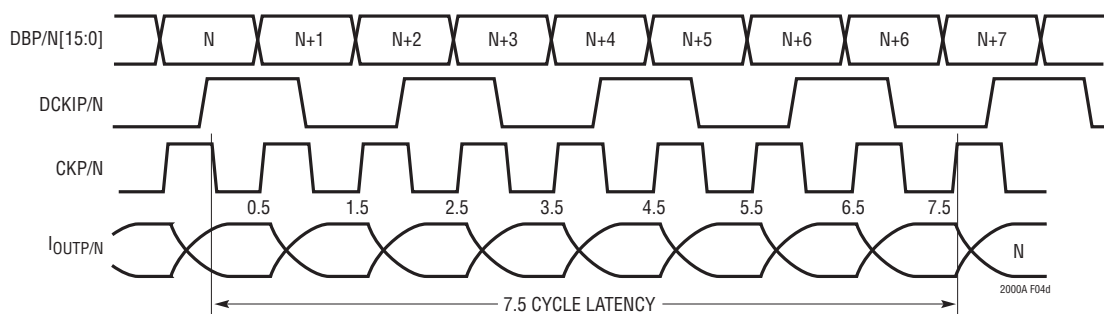 DBP/N[15:0] N N+1 N+2 N+3 N+4 N+5 N+6 N+6 N+7
DCKIP/N
CKP/N
0.5 1.5 2.5 3.5 4.5 5.5 6.5 7.5
IOUTP/N N
2000A F04d
7.5 CYCLE LATENCY